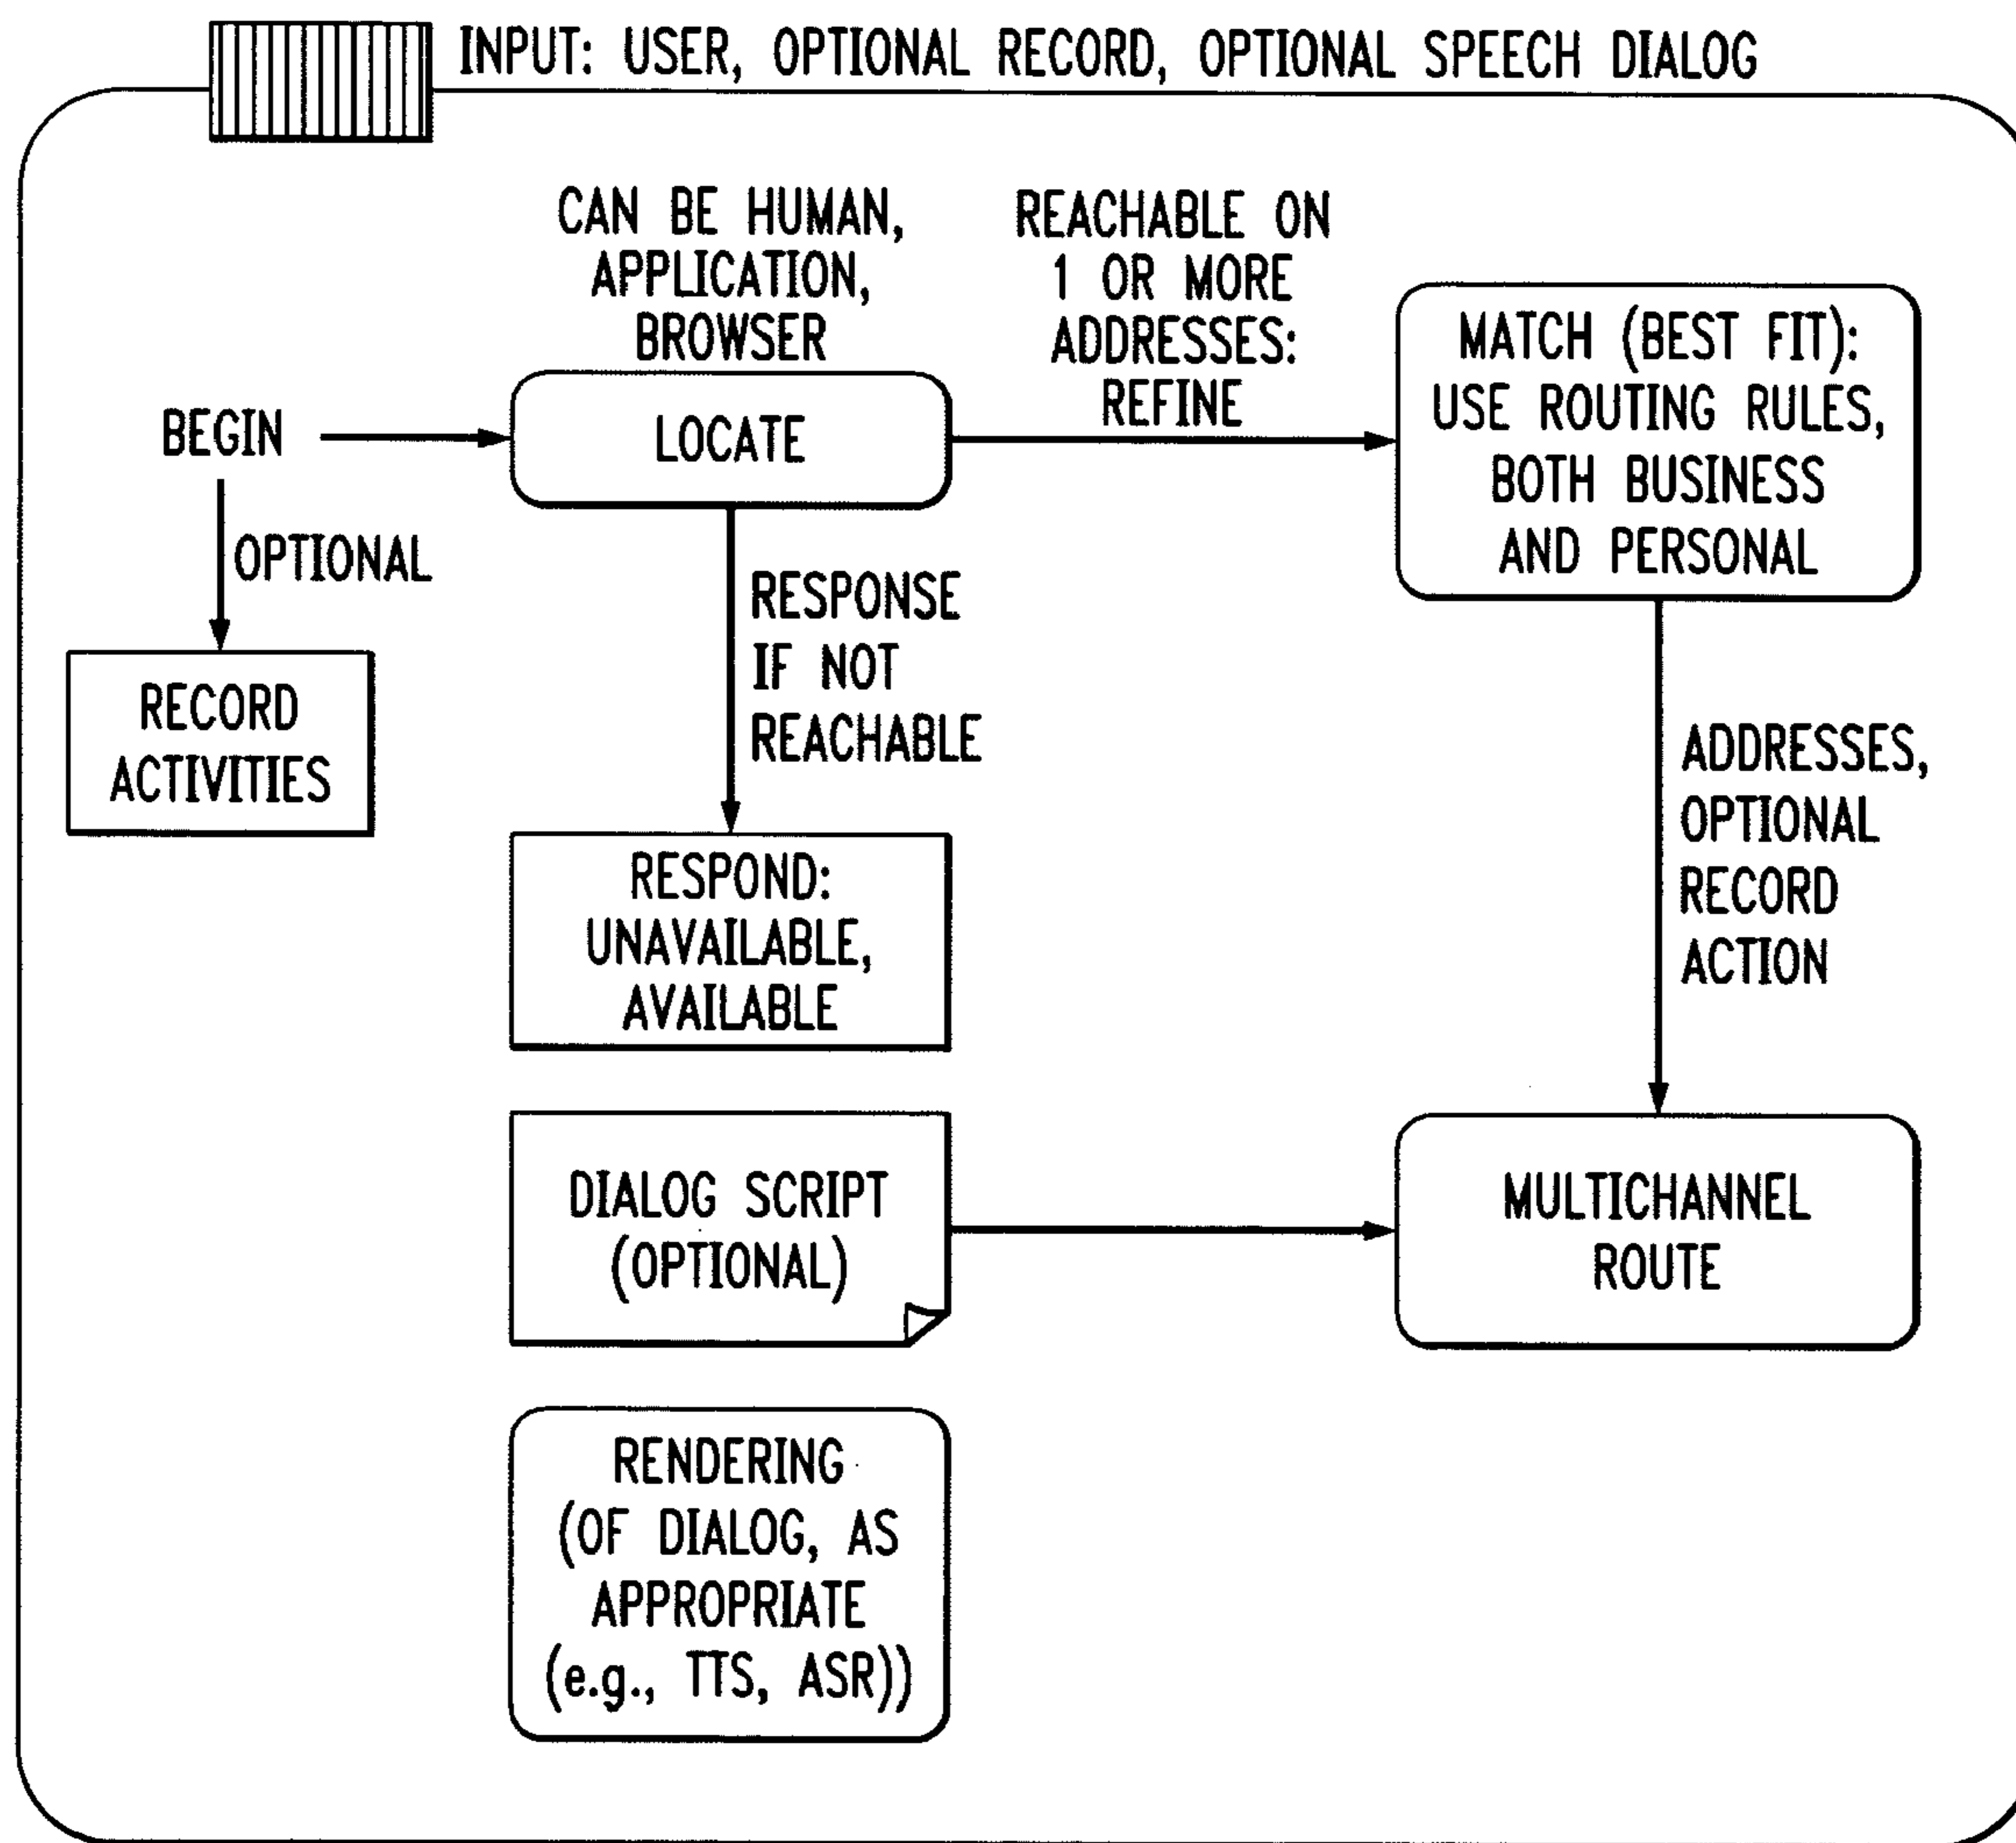 INPUT: USER, OPTIONAL RECORD, OPTIONAL SPEECH DIALOG
CAN BE HUMAN,
APPLICATION,
BROWSER
REACHABLE ON
1 OR MORE
ADDRESSES:
REFINE
MATCH (BEST FIT):
USE ROUTING RULES,
BOTH BUSINESS
AND PERSONAL
BEGIN
LOCATE
OPTIONAL
RESPONSE
IF NOT
REACHABLE
RECORD
ACTIVITIES
ADDRESSES,
OPTIONAL
RECORD
ACTION
RESPOND:
UNAVAILABLE,
AVAILABLE
DIALOG SCRIPT
(OPTIONAL)
MULTICHANNEL
ROUTE
RENDERING
(OF DIALOG, AS
APPROPRIATE
(e.g., TTS, ASR))